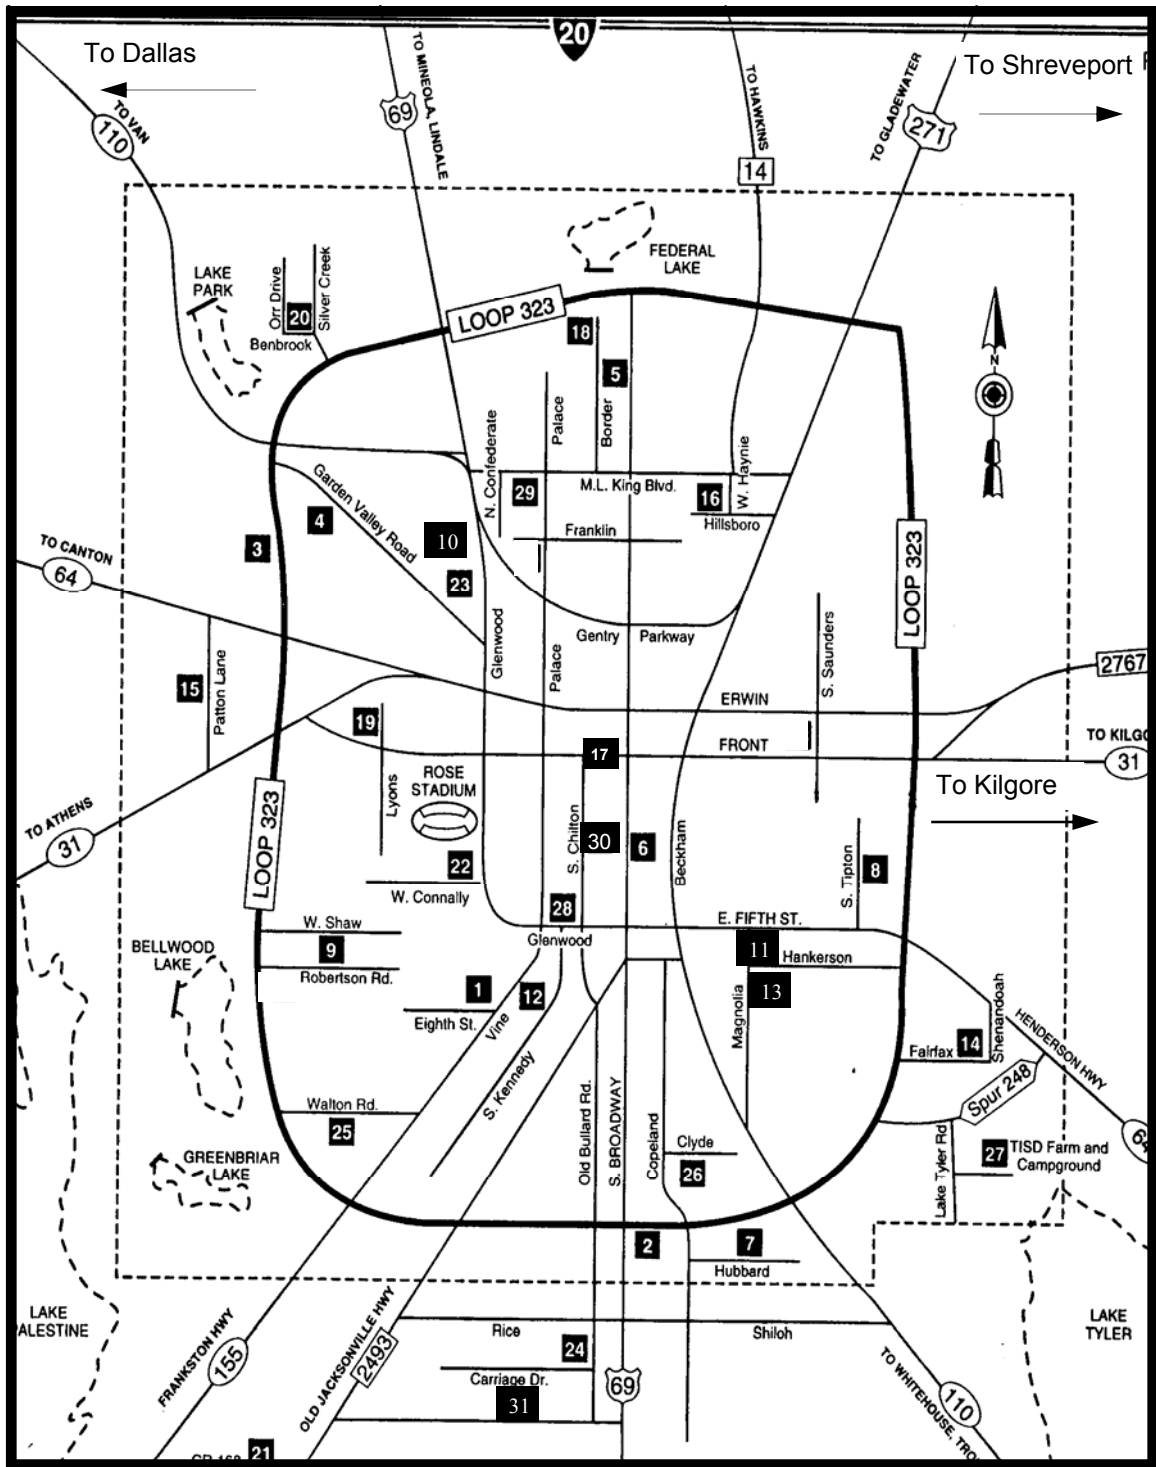 20
To Dallas
To Shreveport
TO VAN
110
69
TO MINEOLA, LINDALE
TO HAWKINS
14
TO GLADEWATER
271
FEDERAL
LAKE
LAKE
PARK
Orr Drive
20
Silver Creek
Benbrook
LOOP 323
18
5
N
Palace
Border
N. Confederate
29
M.L. King Blvd.
16
W. Haynie
Hillsboro
Franklin
Garden Valley Road
4
10
3
23
TO CANTON
64
LOOP 323
Glenwood
Gentry
Parkway
Palace
S. Saunders
15
Patton Lane
2767
ERWIN
19
FRONT
17
TO KILGO
31
To Kilgore
Lyons
ROSE
STADIUM
TO ATHENS
31
LOOP 323
S. Chilton
30
6
Beckham
22
W. Connally
S. Tipton
8
28
E. FIFTH ST.
W. Shaw
9
Robertson Rd.
Glenwood
11
Hankerson
BELLWOOD
LAKE
1
12
13
Eighth St.
Vine
Magnolia
Shenandoah
HENDERSON HWY
Fairfax
14
S. Kennedy
Spur 248
64
Walton Rd.
25
Old Bullard Rd.
S. BROADWAY
Copeland
Clyde
26
Lake Tyler Rd
27
TISD Farm and
Campground
GREENBRIAR
LAKE
2
7
Hubbard
LAKE
ALESTINE
LAKE
TYLER
FRANKSTON HWY
155
OLD JACKSONVILLE HWY
2493
Rice
Shiloh
24
Carriage Dr.
31
69
TO WHITEHOUSE, TRO
110
21